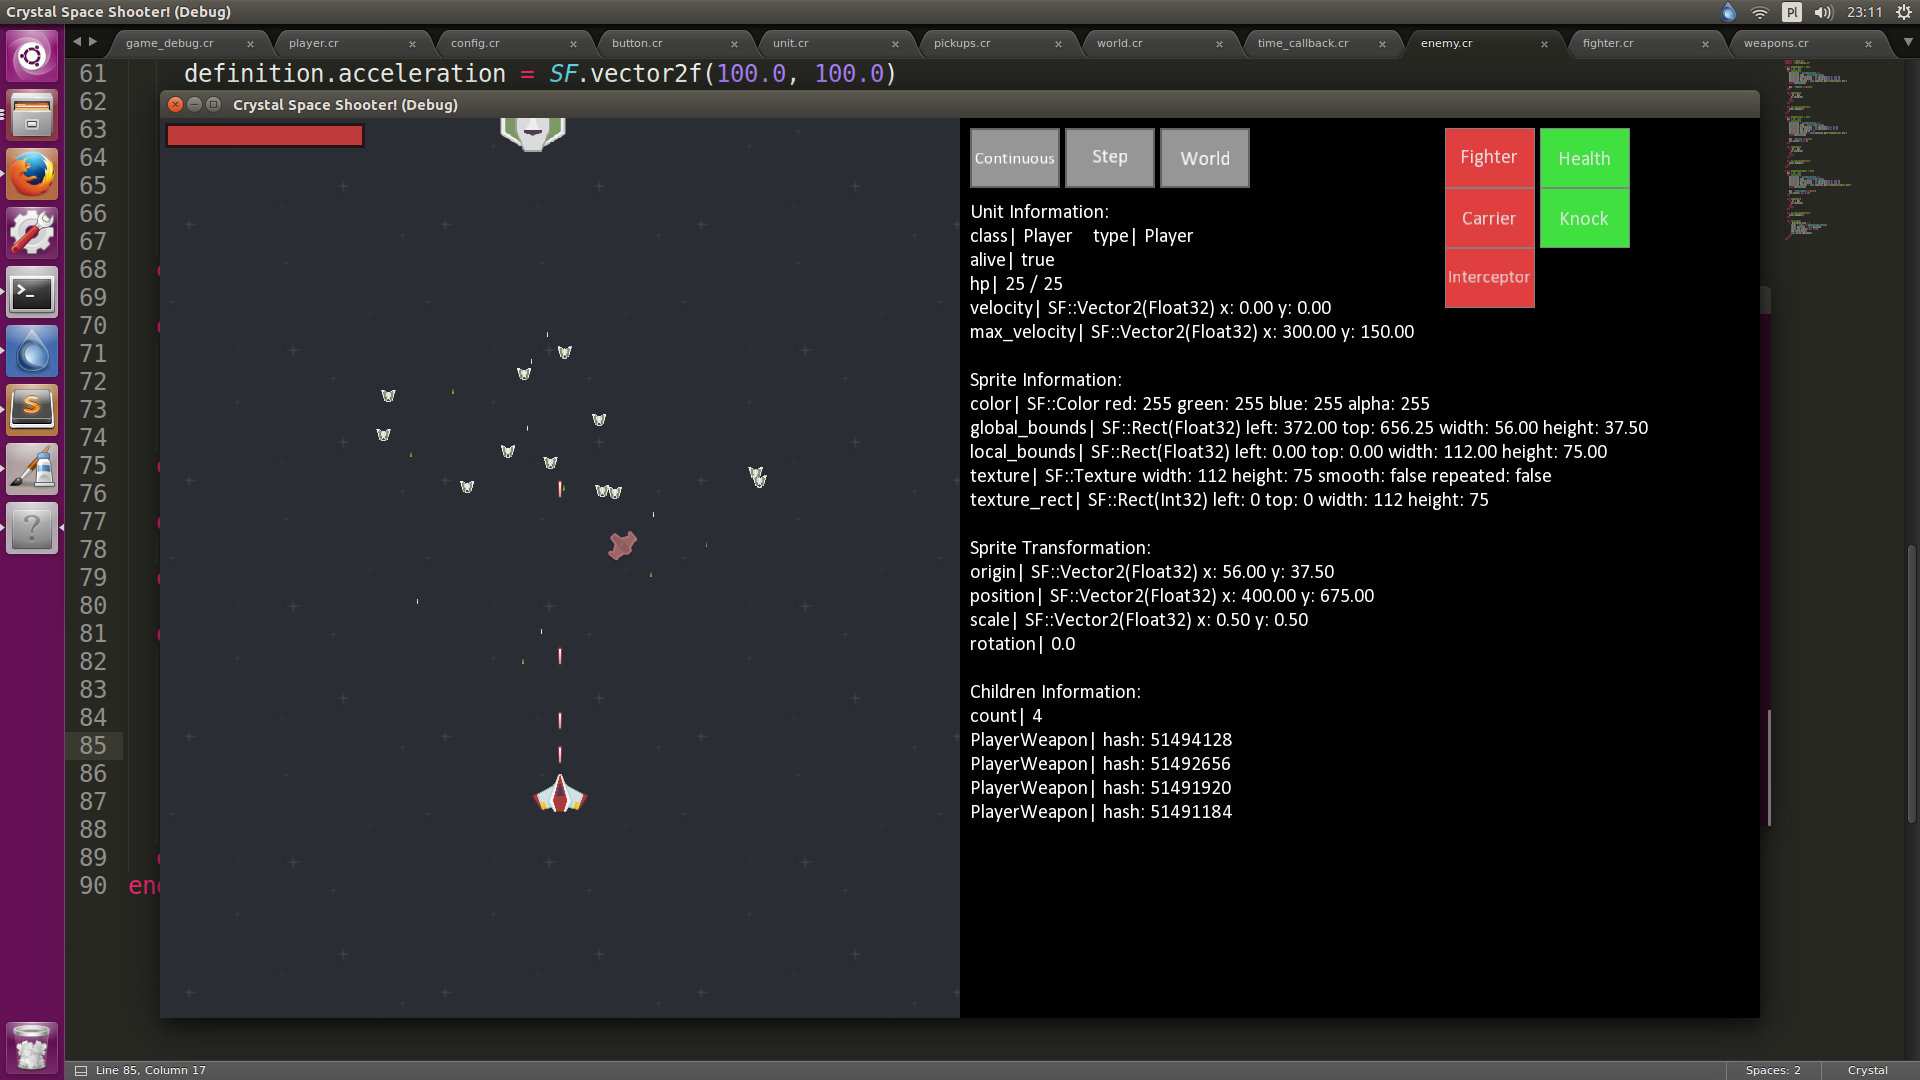 Crystal Space Shooter! (Debug)
Pl
23:11
game_debug.cr
player.cr
config.cr
button.cr
unit.cr
pickups.cr
world.cr
time_callback.cr
enemy.cr
fighter.cr
weapons.cr
61 definition.acceleration = SF.vector2f(100.0, 100.0)
62
63
64
65
66
67
68
69
70
71
72
73
74
75
76
77
78
79
80
81
82
83
84
85
86
87
88
89
90 en
Crystal Space Shooter! (Debug)
Continuous
Step
World
Fighter
Health
Carrier
Knock
Interceptor
Unit Information:
class| Player type| Player
alive| true
hp| 25 / 25
velocity| SF::Vector2(Float32) x: 0.00 y: 0.00
max_velocity| SF::Vector2(Float32) x: 300.00 y: 150.00
Sprite Information:
color| SF::Color red: 255 green: 255 blue: 255 alpha: 255
global_bounds| SF::Rect(Float32) left: 372.00 top: 656.25 width: 56.00 height: 37.50
local_bounds| SF::Rect(Float32) left: 0.00 top: 0.00 width: 112.00 height: 75.00
texture| SF::Texture width: 112 height: 75 smooth: false repeated: false
texture_rect| SF::Rect(Int32) left: 0 top: 0 width: 112 height: 75
Sprite Transformation:
origin| SF::Vector2(Float32) x: 56.00 y: 37.50
position| SF::Vector2(Float32) x: 400.00 y: 675.00
scale| SF::Vector2(Float32) x: 0.50 y: 0.50
rotation| 0.0
Children Information:
count| 4
PlayerWeapon| hash: 51494128
PlayerWeapon| hash: 51492656
PlayerWeapon| hash: 51491920
PlayerWeapon| hash: 51491184
Line 85, Column 17
Spaces: 2
Crystal